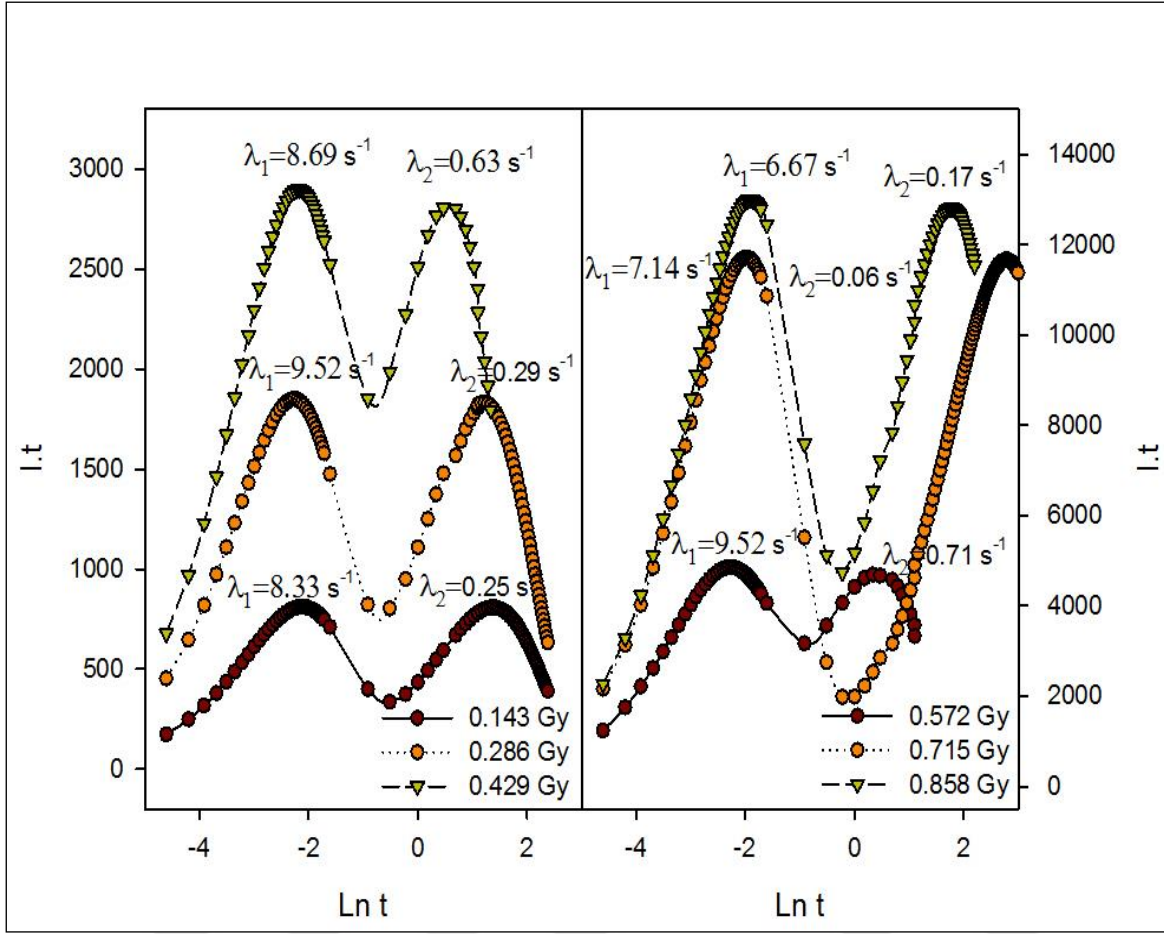 λ₁=8.69 s⁻¹
λ₂=0.63 s⁻¹
λ₁=9.52 s⁻¹
λ₂=0.29 s⁻¹
λ₁=8.33 s⁻¹
λ₂=0.25 s⁻¹
3000
2500
2000
1500
1000
500
0
I.t
0.143 Gy
0.286 Gy
0.429 Gy
-4
-2
0
2
Ln t
λ₁=6.67 s⁻¹
λ₂=0.17 s⁻¹
λ₁=7.14 s⁻¹
λ₂=0.06 s⁻¹
λ₁=9.52 s⁻¹
λ₂=0.71 s⁻¹
14000
12000
10000
8000
6000
4000
2000
0
I.t
0.572 Gy
0.715 Gy
0.858 Gy
-4
-2
0
2
Ln t